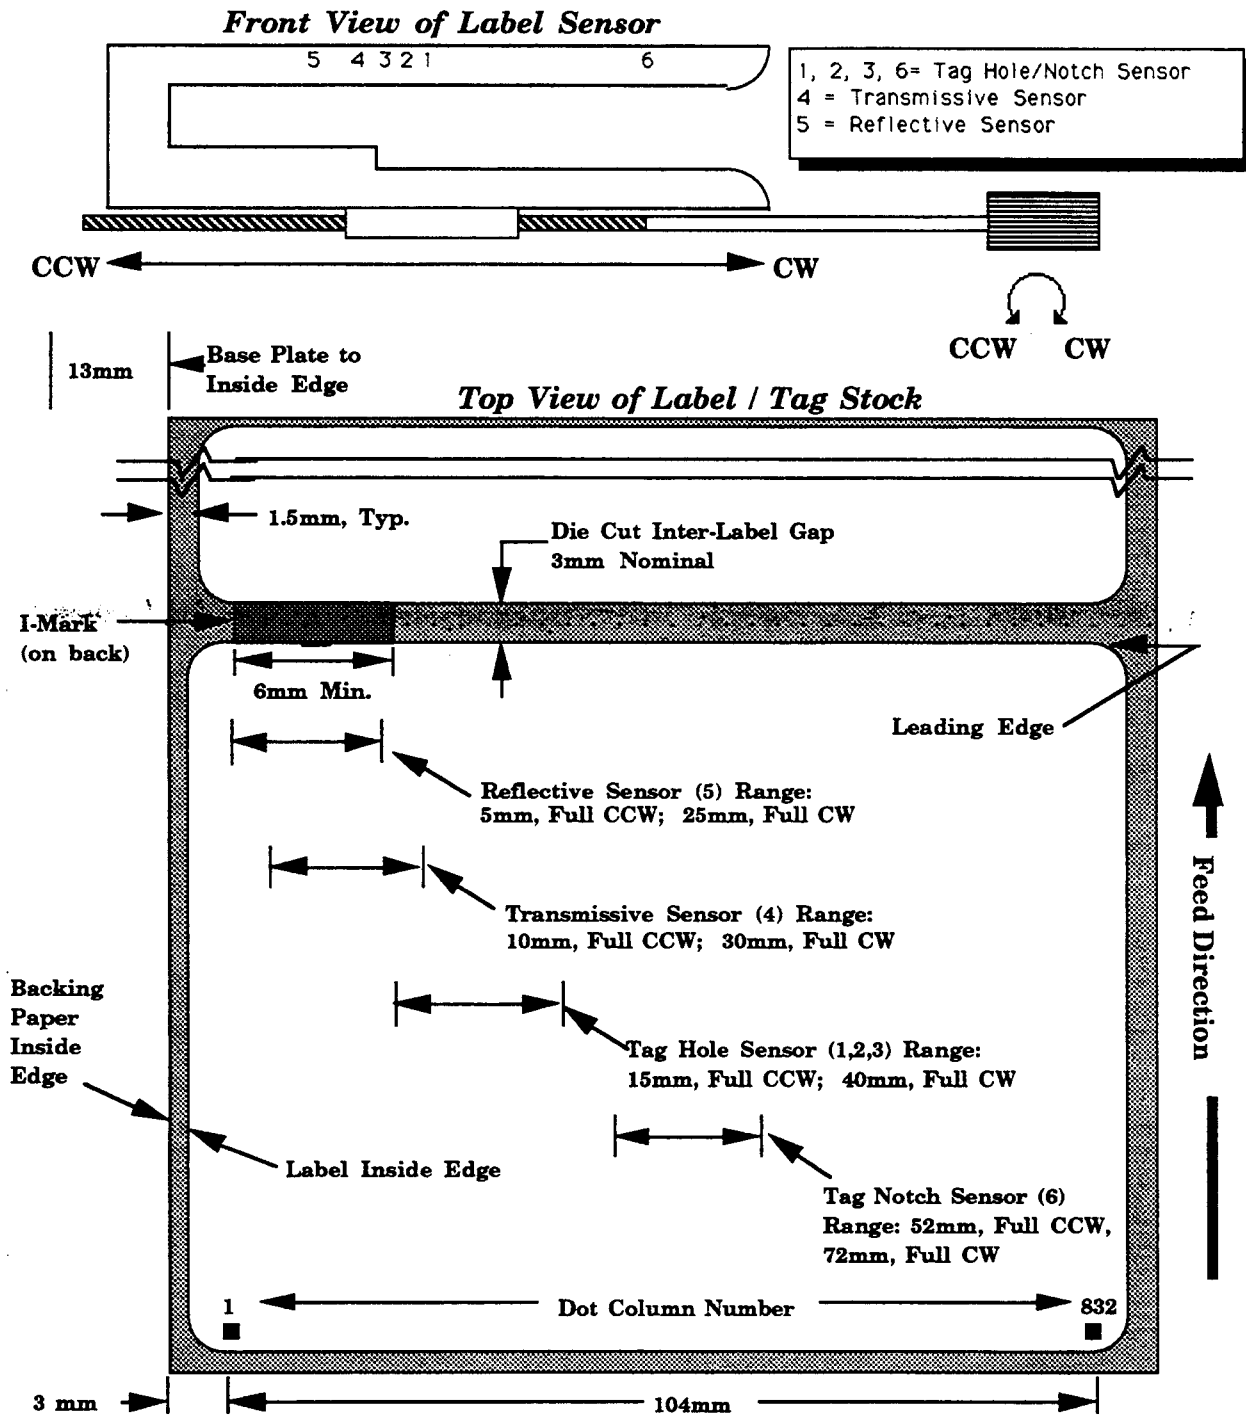 Front View of Label Sensor
5 4 3 2 1 6
1, 2, 3, 6= Tag Hole/Notch Sensor
4 = Transmissive Sensor
5 = Reflective Sensor
CCW CW
CCW CW
13mm
Base Plate to
Inside Edge
Top View of Label / Tag Stock
1.5mm, Typ.
Die Cut Inter-Label Gap
3mm Nominal
I-Mark
(on back)
6mm Min.
Leading Edge
Reflective Sensor (5) Range:
5mm, Full CCW; 25mm, Full CW
Transmissive Sensor (4) Range:
10mm, Full CCW; 30mm, Full CW
Feed Direction
Backing
Paper
Inside
Edge
Tag Hole Sensor (1,2,3) Range:
15mm, Full CCW; 40mm, Full CW
Label Inside Edge
Tag Notch Sensor (6)
Range: 52mm, Full CCW,
72mm, Full CW
1 Dot Column Number 832
3 mm 104mm